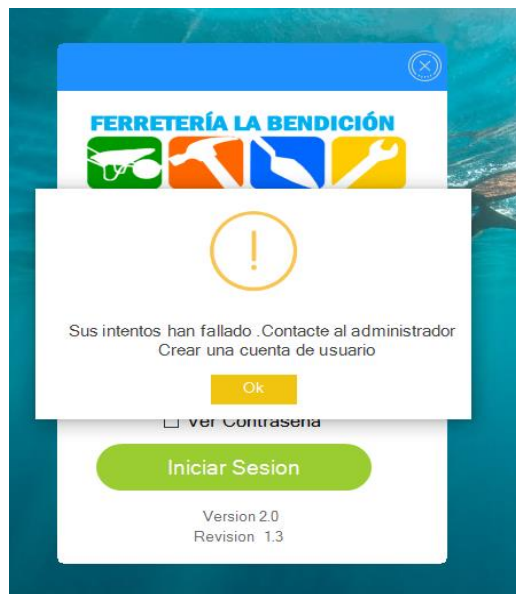 FERRETERÍA LA BENDICIÓN
Sus intentos han fallado .Contacte al administrador
Crear una cuenta de usuario
Ok
Ver Contraseña
Iniciar Sesion
Version 2.0
Revision 1.3